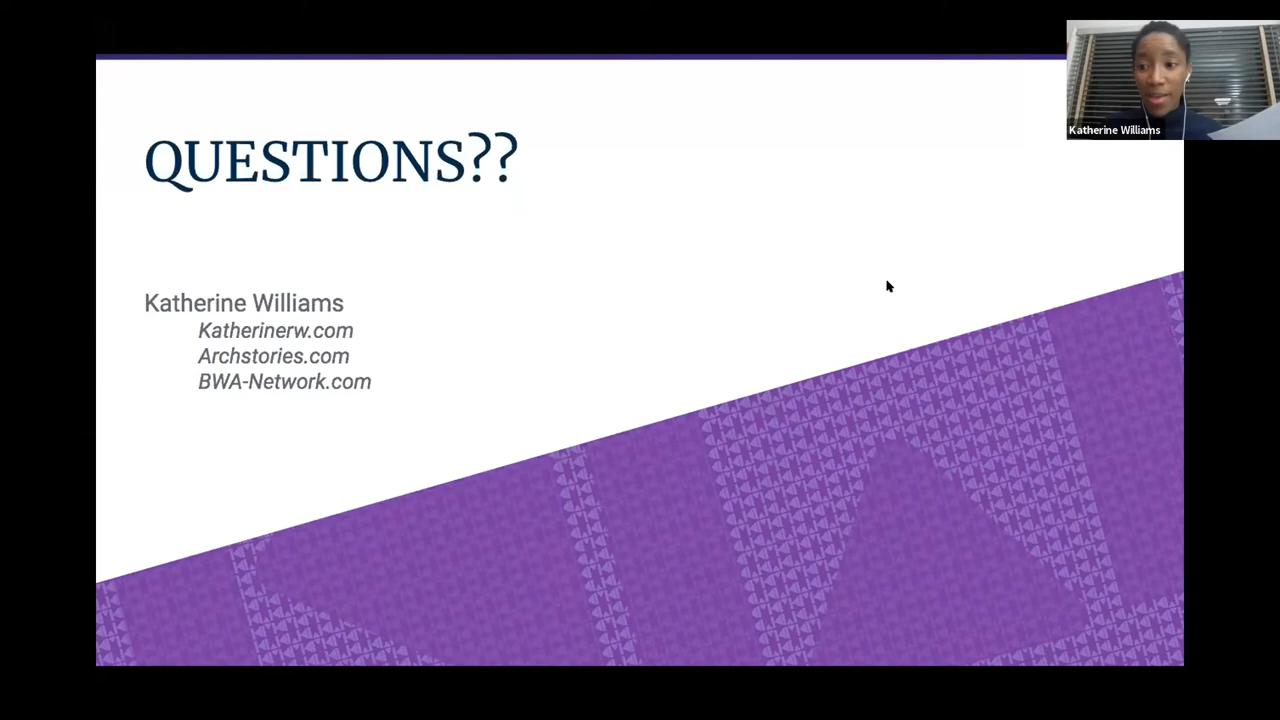 QUESTIONS??
Katherine Williams
Katherine Williams
Katherinerw.com
Archstories.com
BWA-Network.com